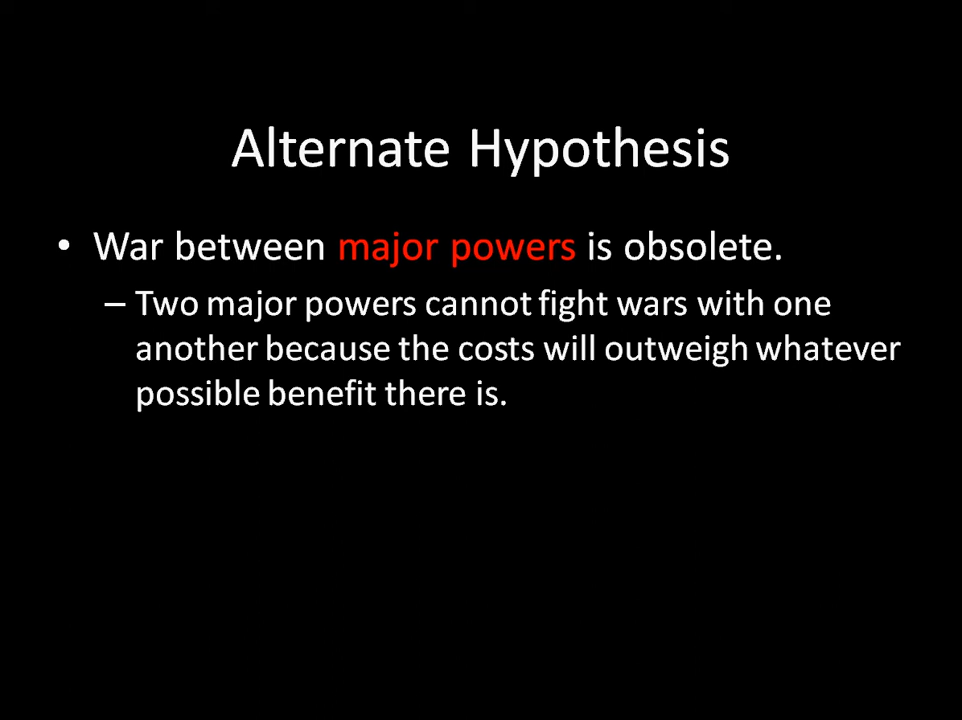 Alternate Hypothesis
• War between major powers is obsolete.
– Two major powers cannot fight wars with one
another because the costs will outweigh whatever
possible benefit there is.